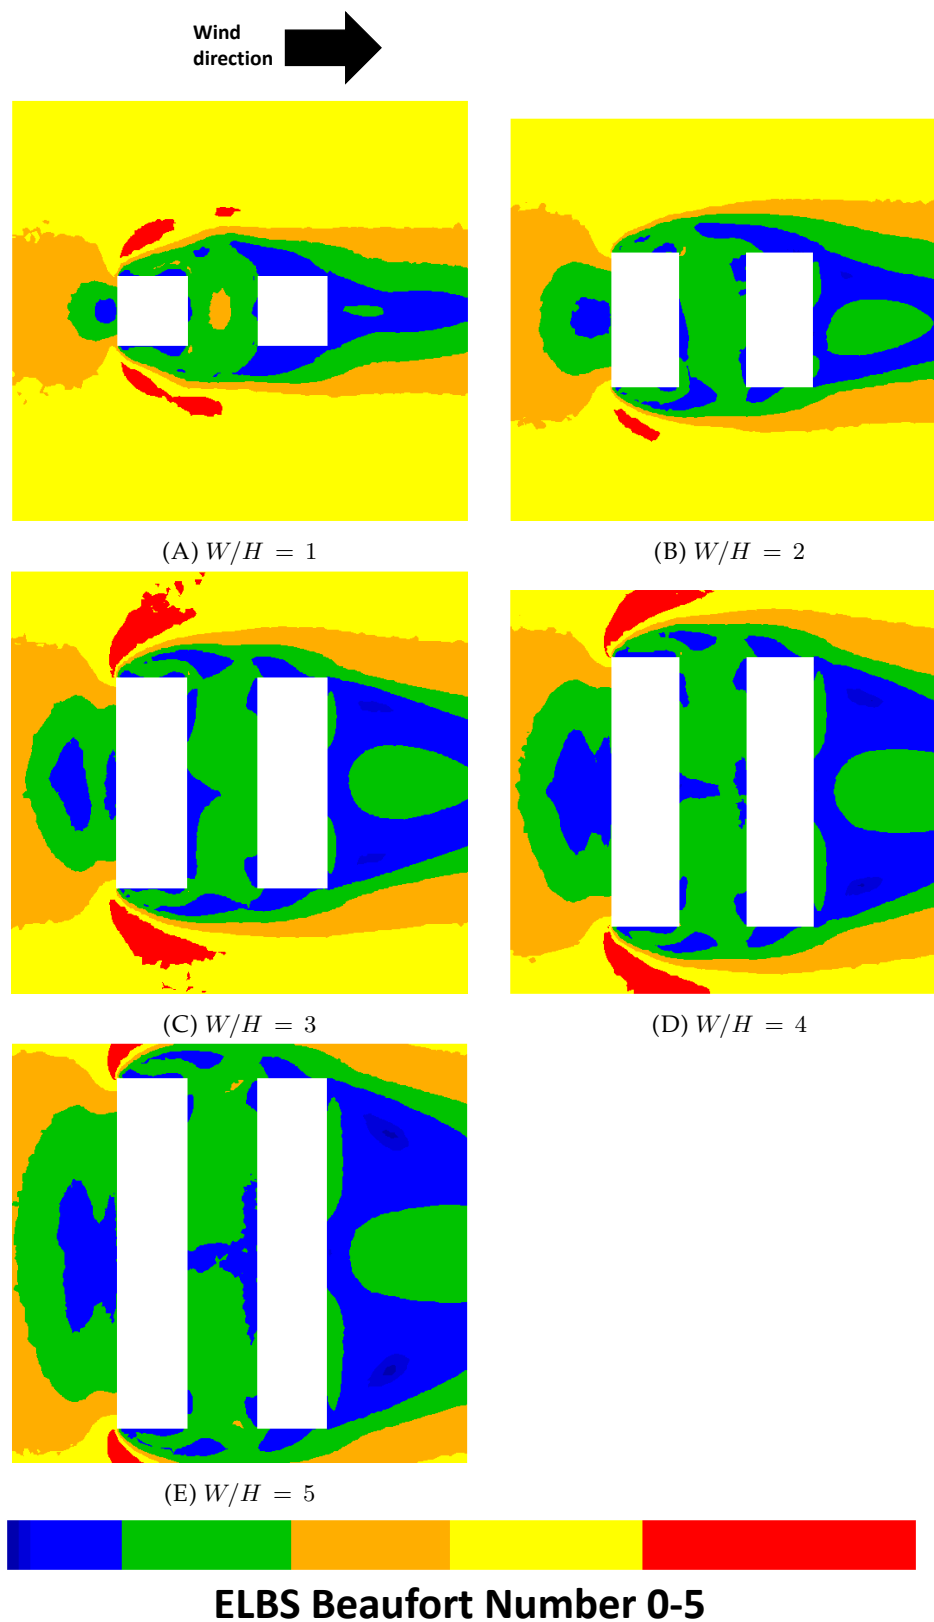 Wind
direction
(A) W/H = 1
(B) W/H = 2
(C) W/H = 3
(D) W/H = 4
(E) W/H = 5
ELBS Beaufort Number 0-5